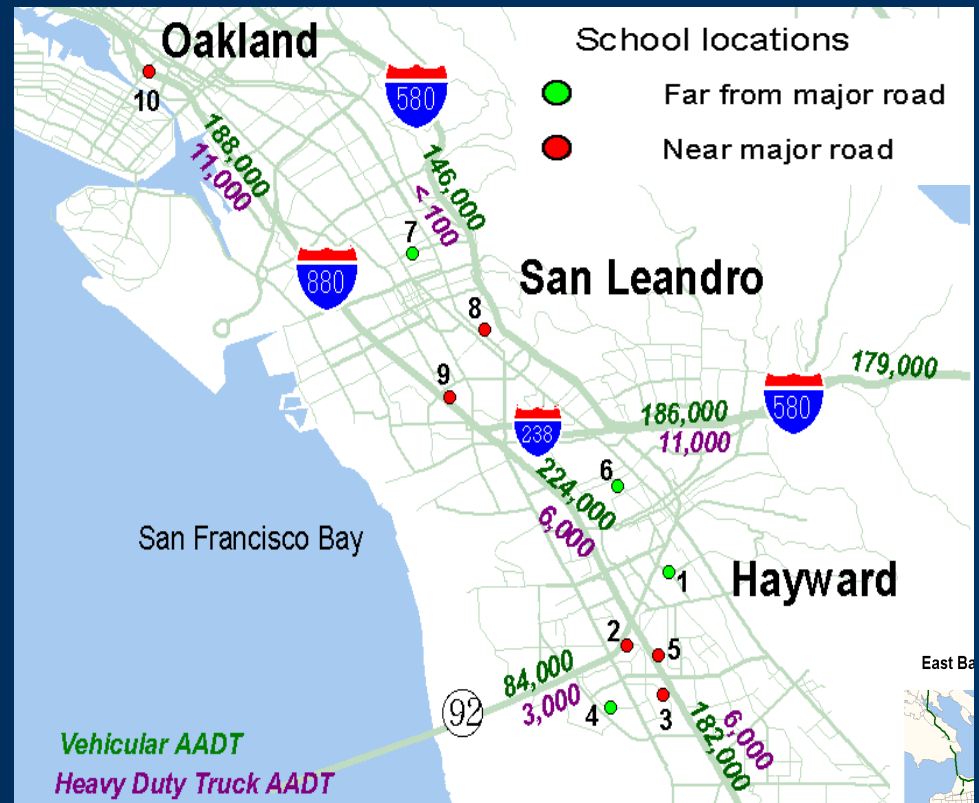 Oakland
School locations
Far from major road
Near major road
580
10
188,000
11,000
146,000
< 100
7
880
San Leandro
8
9
179,000
580
186,000
11,000
238
6
224,000
6,000
San Francisco Bay
1
Hayward
2
5
East Ba
84,000
3,000
92
4
3
6,000
182,000
Vehicular AADT
Heavy Duty Truck AADT